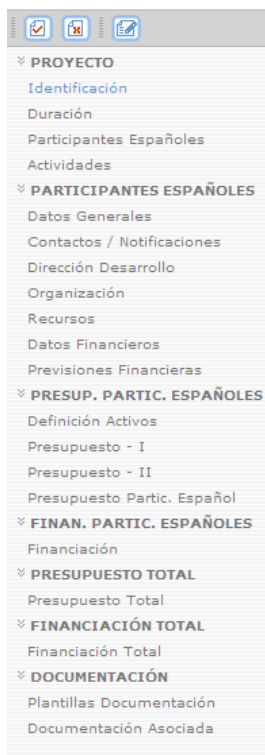 PROYECTO
Identificación
Duración
Participantes Españoles
Actividades
PARTICIPANTES ESPAÑOLES
Datos Generales
Contactos / Notificaciones
Dirección Desarrollo
Organización
Recursos
Datos Financieros
Previsiones Financieras
PRESUP. PARTIC. ESPAÑOLES
Definición Activos
Presupuesto - I
Presupuesto - II
Presupuesto Partic. Español
FINAN. PARTIC. ESPAÑOLES
Financiación
PRESUPUESTO TOTAL
Presupuesto Total
FINANCIACIÓN TOTAL
Financiación Total
DOCUMENTACIÓN
Plantillas Documentación
Documentación Asociada